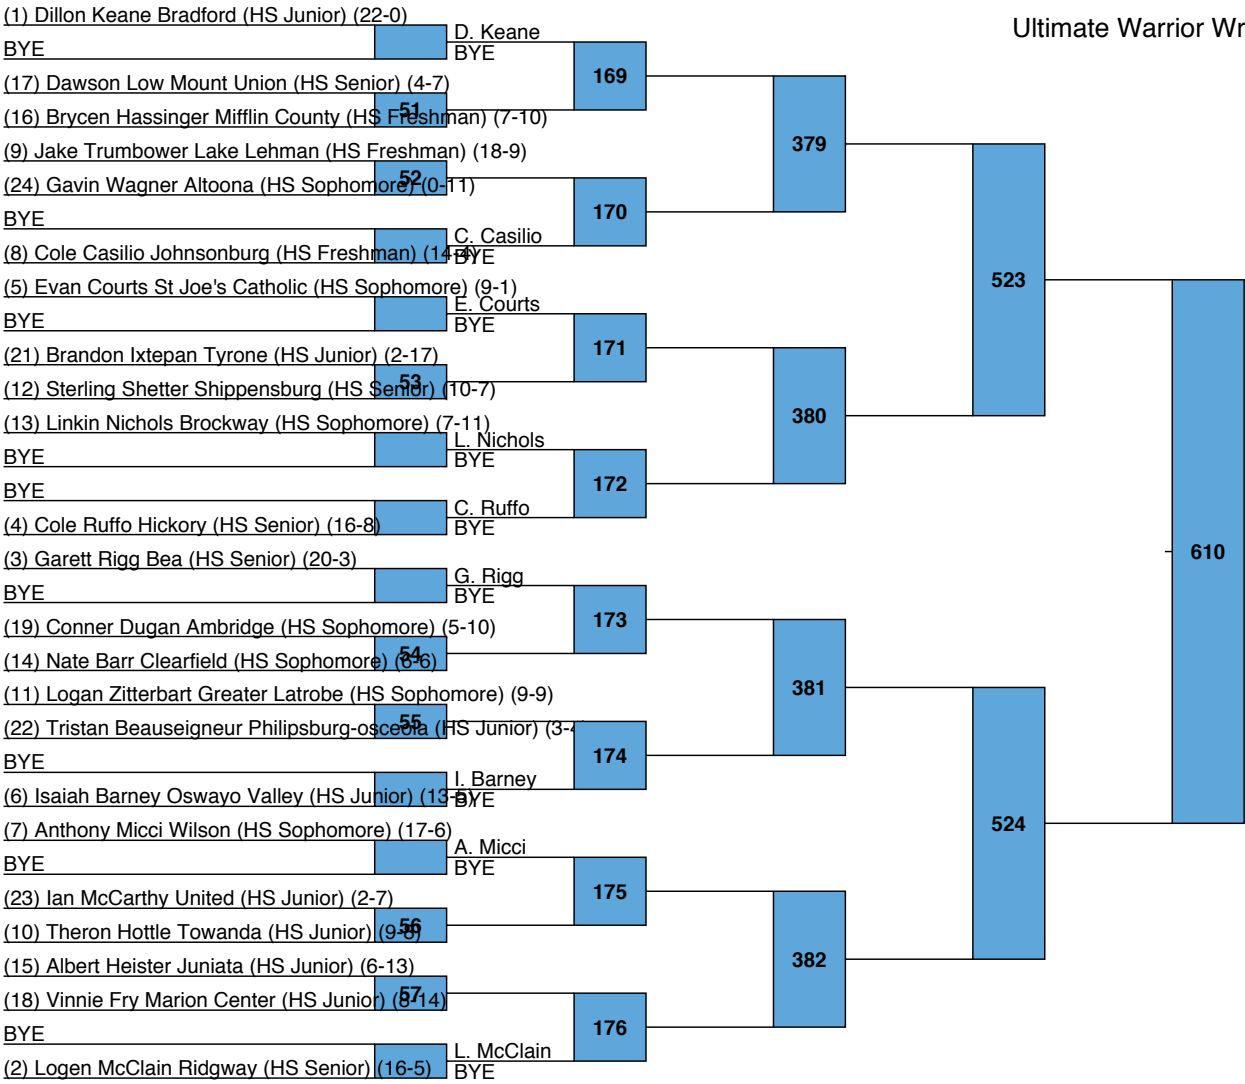 Ultimate Warrior Wr
(1) Dillon Keane Bradford (HS Junior) (22-0)
BYE
(17) Dawson Low Mount Union (HS Senior) (4-7)
(16) Brycen Hassinger Mifflin County (HS Freshman) (7-10)
(9) Jake Trumbower Lake Lehman (HS Freshman) (18-9)
(24) Gavin Wagner Altoona (HS Sophomore) (0-11)
BYE
(8) Cole Casilio Johnsonburg (HS Freshman) (14-4)
(5) Evan Courts St Joe's Catholic (HS Sophomore) (9-1)
BYE
(21) Brandon Ixtepan Tyrone (HS Junior) (2-17)
(12) Sterling Shetter Shippensburg (HS Senior) (10-7)
(13) Linkin Nichols Brockway (HS Sophomore) (7-11)
BYE
BYE
(4) Cole Ruffo Hickory (HS Senior) (16-8)
(3) Garett Rigg Bea (HS Senior) (20-3)
BYE
(19) Conner Dugan Ambridge (HS Sophomore) (5-10)
(14) Nate Barr Clearfield (HS Sophomore)
(11) Logan Zitterbart Greater Latrobe (HS Sophomore) (9-9)
(22) Tristan Beauseigneur Philipsburg-osceola (HS Junior) (3-4
BYE
(6) Isaiah Barney Oswayo Valley (HS Junior) (13-5)
(7) Anthony Micci Wilson (HS Sophomore) (17-6)
BYE
(23) Ian McCarthy United (HS Junior) (2-7)
(10) Theron Hottle Towanda (HS Junior)
(15) Albert Heister Juniata (HS Junior) (6-13)
(18) Vinnie Fry Marion Center (HS Junior)
BYE
(2) Logen McClain Ridgway (HS Senior) (16-5)
51
52
53
54
55
56
57
D. Keane
BYE
C. Casilio
BYE
E. Courts
BYE
L. Nichols
BYE
C. Ruffo
BYE
G. Rigg
BYE
I. Barney
BYE
A. Micci
BYE
L. McClain
BYE
169
170
171
172
173
174
175
176
379
380
381
382
523
524
610